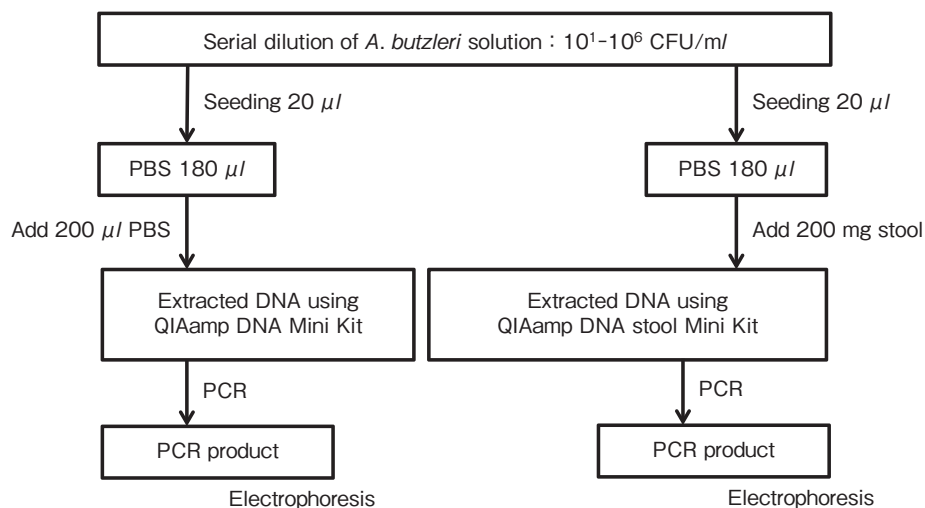 Serial dilution of A. butzleri solution : 10¹-10⁶ CFU/ml
Seeding 20 μl
Seeding 20 μl
PBS 180 μl
PBS 180 μl
Add 200 μl PBS
Add 200 mg stool
Extracted DNA using
QIAamp DNA Mini Kit
Extracted DNA using
QIAamp DNA stool Mini Kit
PCR
PCR
PCR product
PCR product
Electrophoresis
Electrophoresis